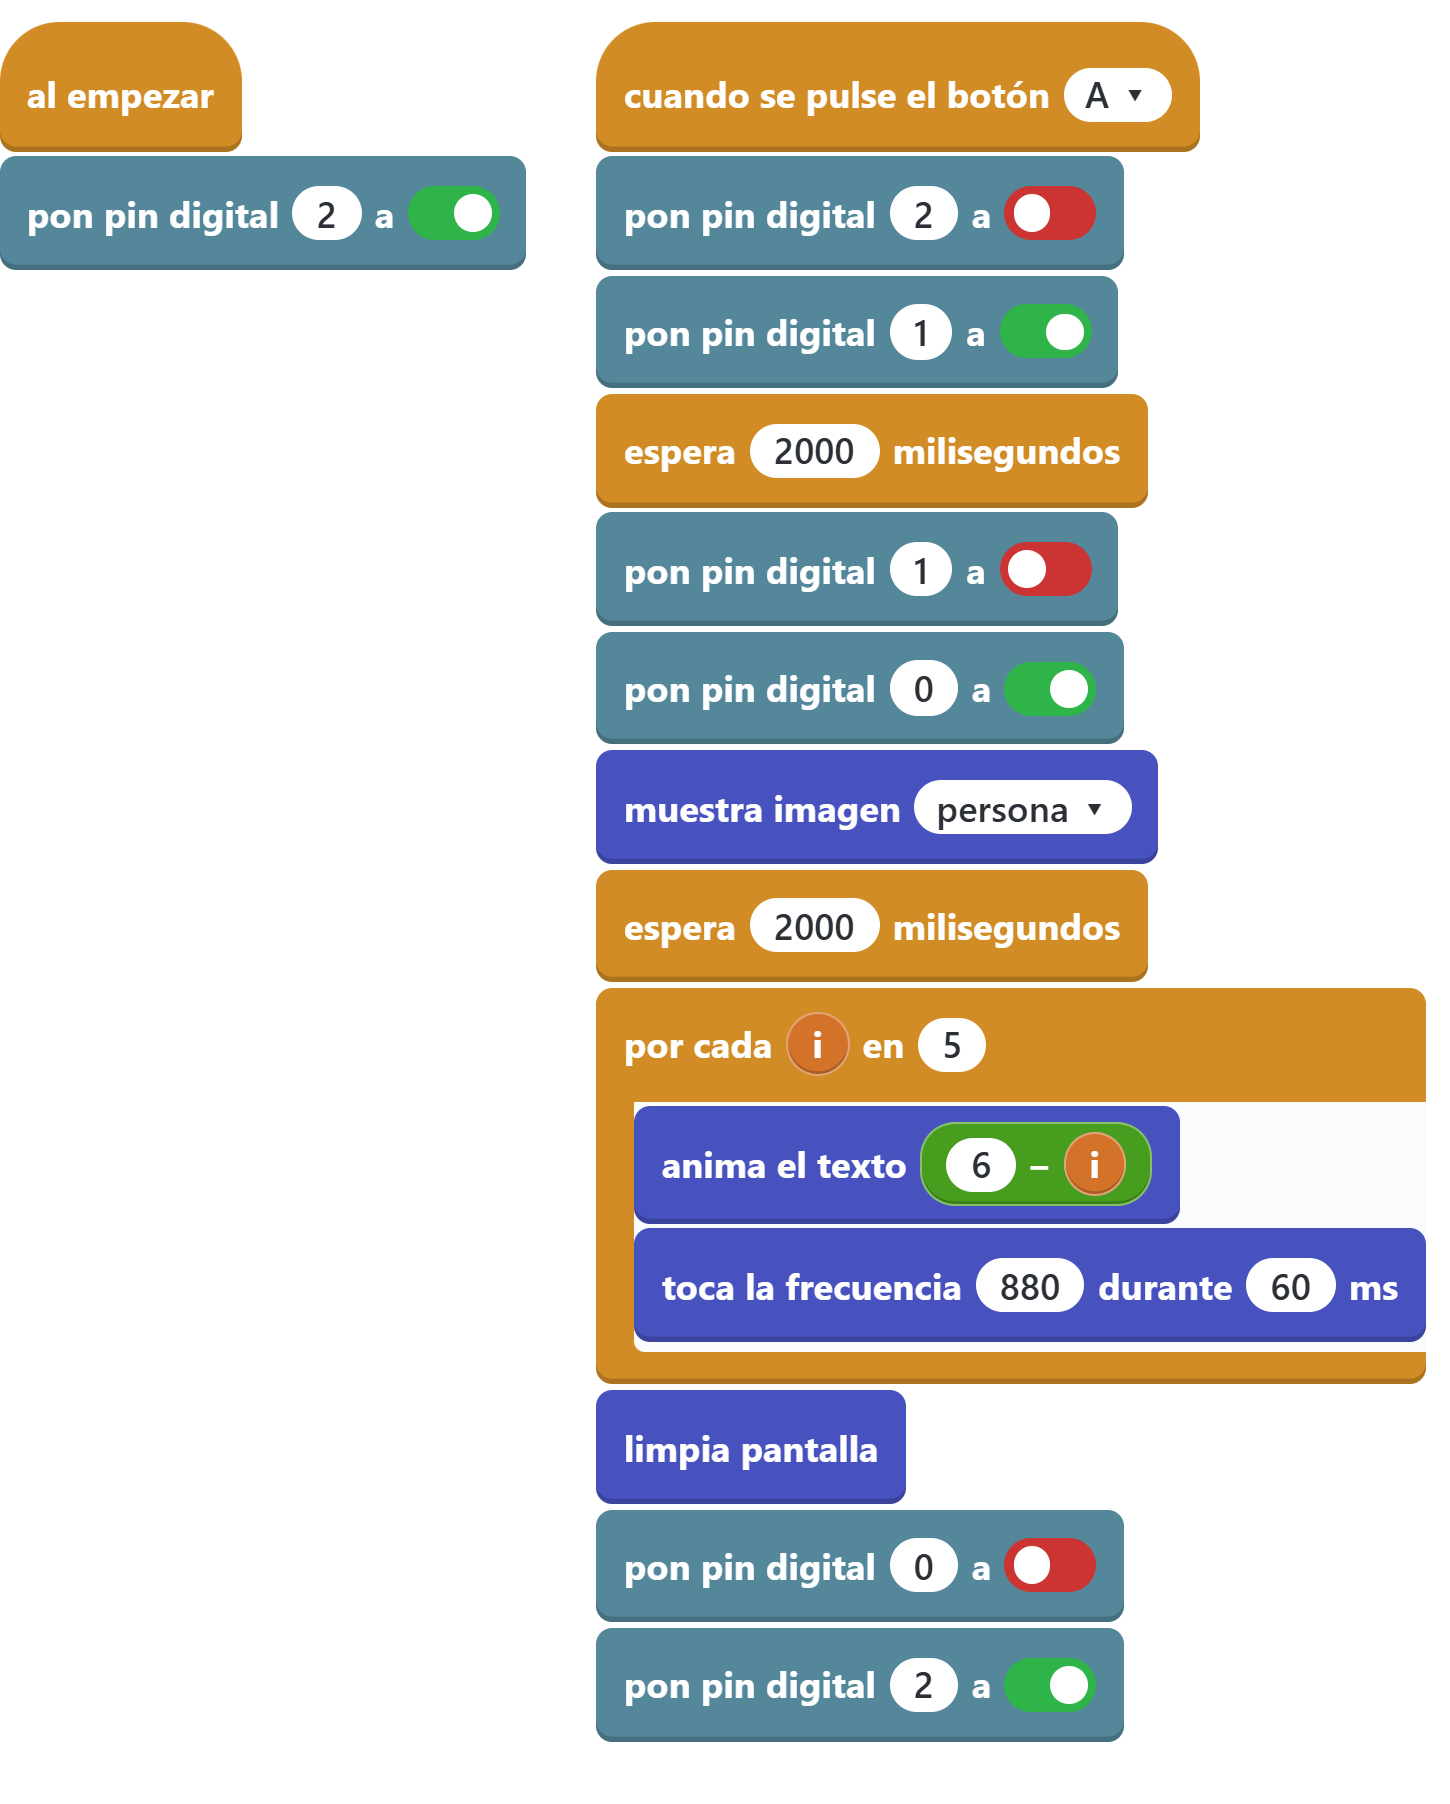 al empezar
pon pin digital 2 a
cuando se pulse el botón A
pon pin digital 2 a
pon pin digital 1 a
espera 2000 milisegundos
pon pin digital 1 a
pon pin digital 0 a
muestra imagen persona
espera 2000 milisegundos
por cada i en 5
anima el texto 6 – i
toca la frecuencia 880 durante 60 ms
limpia pantalla
pon pin digital 0 a
pon pin digital 2 a